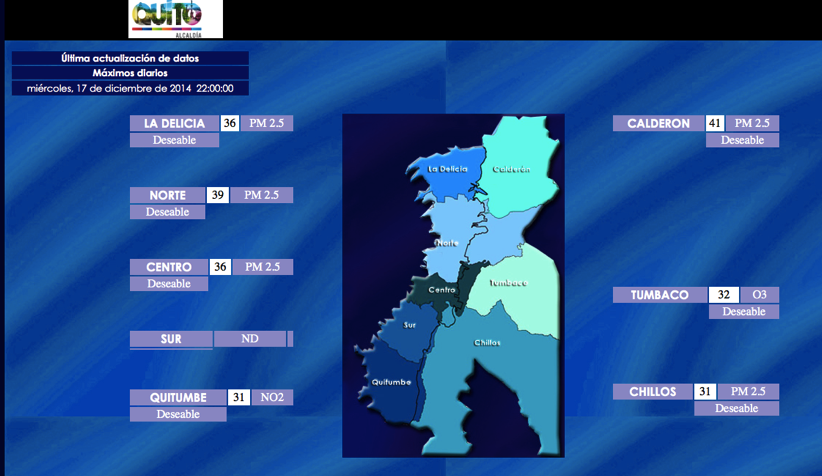 QUITO
ALCALDÍA
Última actualización de datos
Máximos diarios
miércoles, 17 de diciembre de 2014 22:00:00
LA DELICIA 36 PM 2.5
Deseable
NORTE 39 PM 2.5
Deseable
CENTRO 36 PM 2.5
Deseable
SUR ND
QUITUMBE 31 NO2
Deseable
La Delicia
Calderón
Norte
Tumbaco
Centro
Sur
Chillos
Quitumbe
CALDERON 41 PM 2.5
Deseable
TUMBACO 32 O3
Deseable
CHILLOS 31 PM 2.5
Deseable